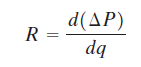 R = d(ΔP)/dq